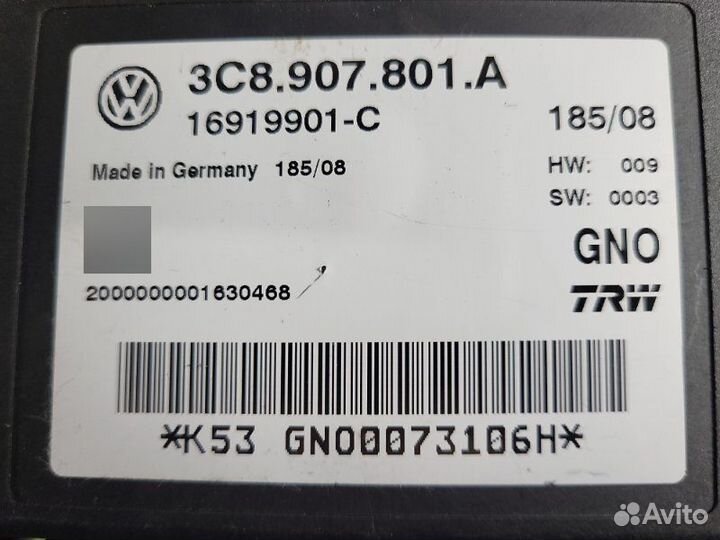 3C8.907.801.A
16919901-C 185/08
Made in Germany 185/08 HW: 009
SW: 0003
GNO
2000000001630468 TRW
*K53 GNO0073106H*
Avito